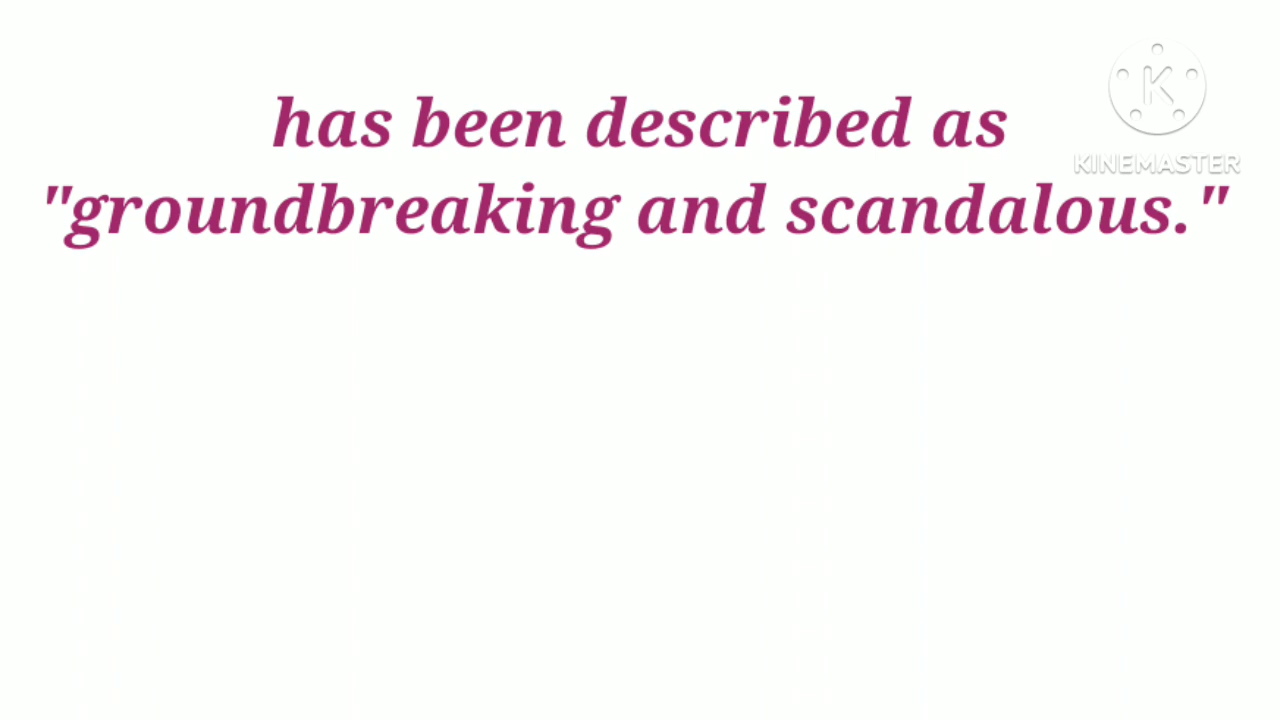 has been described as
"groundbreaking and scandalous."
K
KINEMASTER